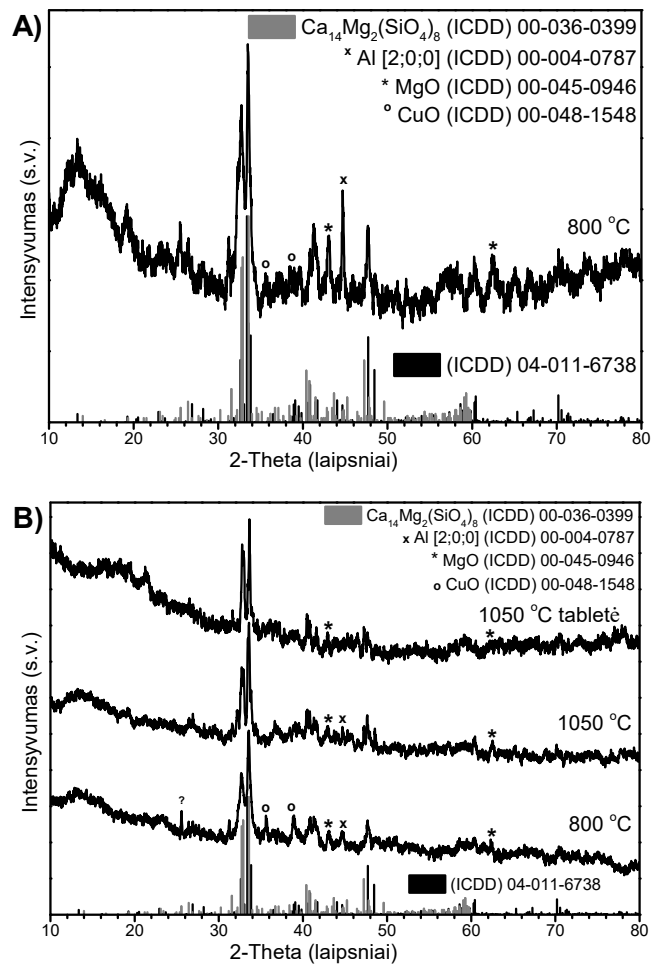 A)
Ca14Mg2(SiO4)8 (ICDD) 00-036-0399
x Al [2;0;0] (ICDD) 00-004-0787
* MgO (ICDD) 00-045-0946
o CuO (ICDD) 00-048-1548
x
*
*
800 °C
o
o
(ICDD) 04-011-6738
Intensyvumas (s.v.)
10 20 30 40 50 60 70 80
2-Theta (laipsniai)
B)
Ca14Mg2(SiO4)8 (ICDD) 00-036-0399
x Al [2;0;0] (ICDD) 00-004-0787
* MgO (ICDD) 00-045-0946
o CuO (ICDD) 00-048-1548
1050 °C tabletė
*
*
1050 °C
*
x
*
?
o
o
800 °C
*
x
*
(ICDD) 04-011-6738
Intensyvumas (s.v.)
10 20 30 40 50 60 70 80
2-Theta (laipsniai)